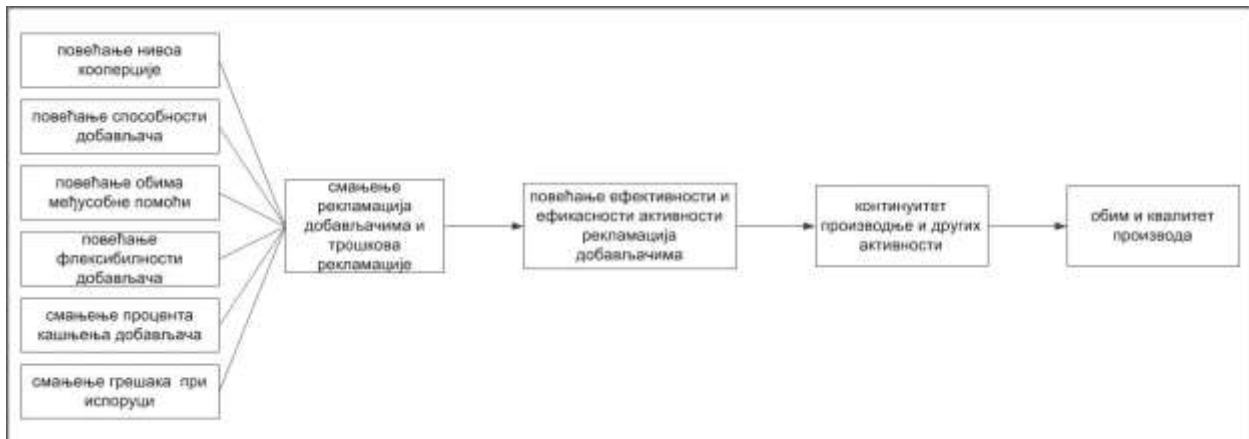 повећање нивоа
кооперције
повећање способности
добављача
повећање обима
међусобне помоћи
повећање
флексибилности
добављача
смањење процента
кашњења добављача
смањење грешака при
испоруци
смањење
рекламација
добављачима и
трошкова
рекламације
повећање ефективности и
ефикасности активности
рекламација
добављачима
континуитет
производње и других
активности
обим и квалитет
производа